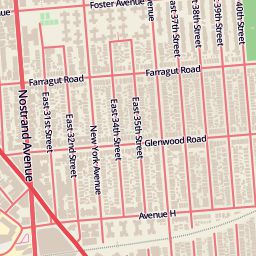 Foster Avenue
East 37th Street
East 38th Street
East 39th Street
40th Street
Farragut Road
Farragut Road
Nostrand Avenue
East 31st Street
East 32nd Street
New York Avenue
East 34th Street
East 35th Street
Glenwood Road
Avenue H